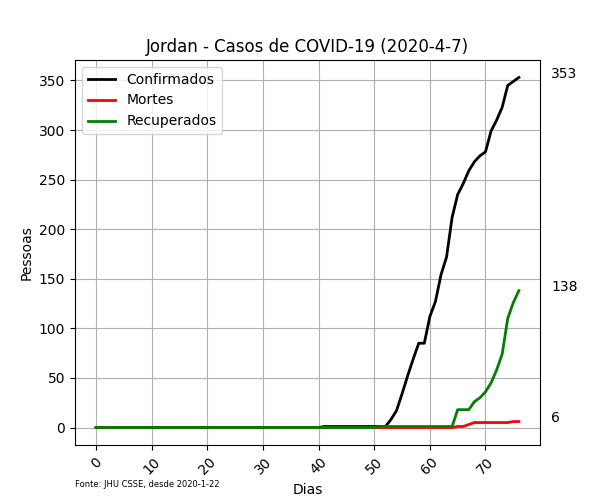 Jordan - Casos de COVID-19 (2020-4-7)
Confirmados
Mortes
Recuperados
Pessoas
350
300
250
200
150
100
50
0
353
138
6
0 10 20 30 40 50 60 70
Fonte: JHU CSSE, desde 2020-1-22
Dias